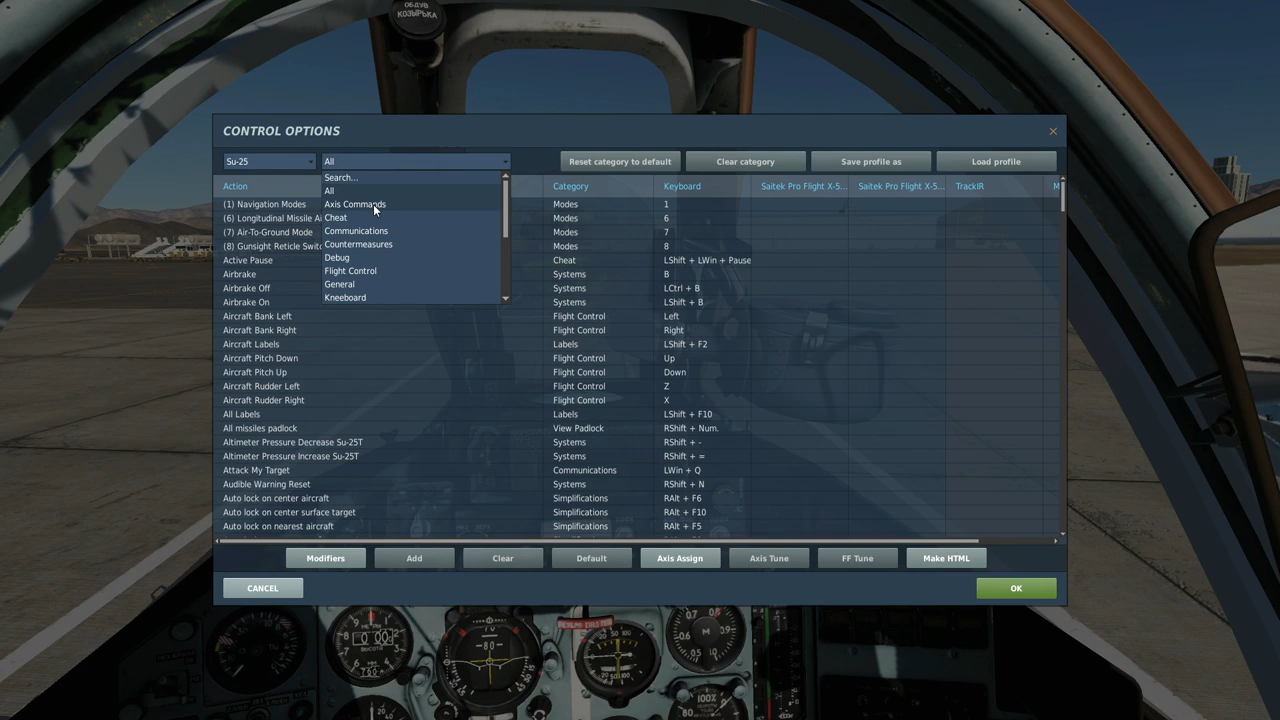 ОБДУВ
КОЗЫРЬКА
CONTROL OPTIONS
Su-25 All Reset category to default Clear category Save profile as Load profile
Search...
All
Axis Commands
Cheat
Communications
Countermeasures
Debug
Flight Control
General
Kneeboard
Action Category Keyboard Saitek Pro Flight X-5... Saitek Pro Flight X-5... TrackIR M
(1) Navigation Modes Modes 1
(6) Longitudinal Missile Ai Modes 6
(7) Air-To-Ground Mode Modes 7
(8) Gunsight Reticle Switc Modes 8
Active Pause Cheat LShift + LWin + Pause
Airbrake Systems B
Airbrake Off Systems LCtrl + B
Airbrake On Systems LShift + B
Aircraft Bank Left Flight Control Left
Aircraft Bank Right Flight Control Right
Aircraft Labels Labels LShift + F2
Aircraft Pitch Down Flight Control Up
Aircraft Pitch Up Flight Control Down
Aircraft Rudder Left Flight Control Z
Aircraft Rudder Right Flight Control X
All Labels Labels LShift + F10
All missiles padlock View Padlock RShift + Num.
Altimeter Pressure Decrease Su-25T Systems RShift + -
Altimeter Pressure Increase Su-25T Systems RShift + =
Attack My Target Communications LWin + Q
Audible Warning Reset Systems RShift + N
Auto lock on center aircraft Simplifications RAlt + F6
Auto lock on center surface target Simplifications RAlt + F10
Auto lock on nearest aircraft Simplifications RAlt + F5
Modifiers Add Clear Default Axis Assign Axis Tune FF Tune Make HTML
CANCEL OK